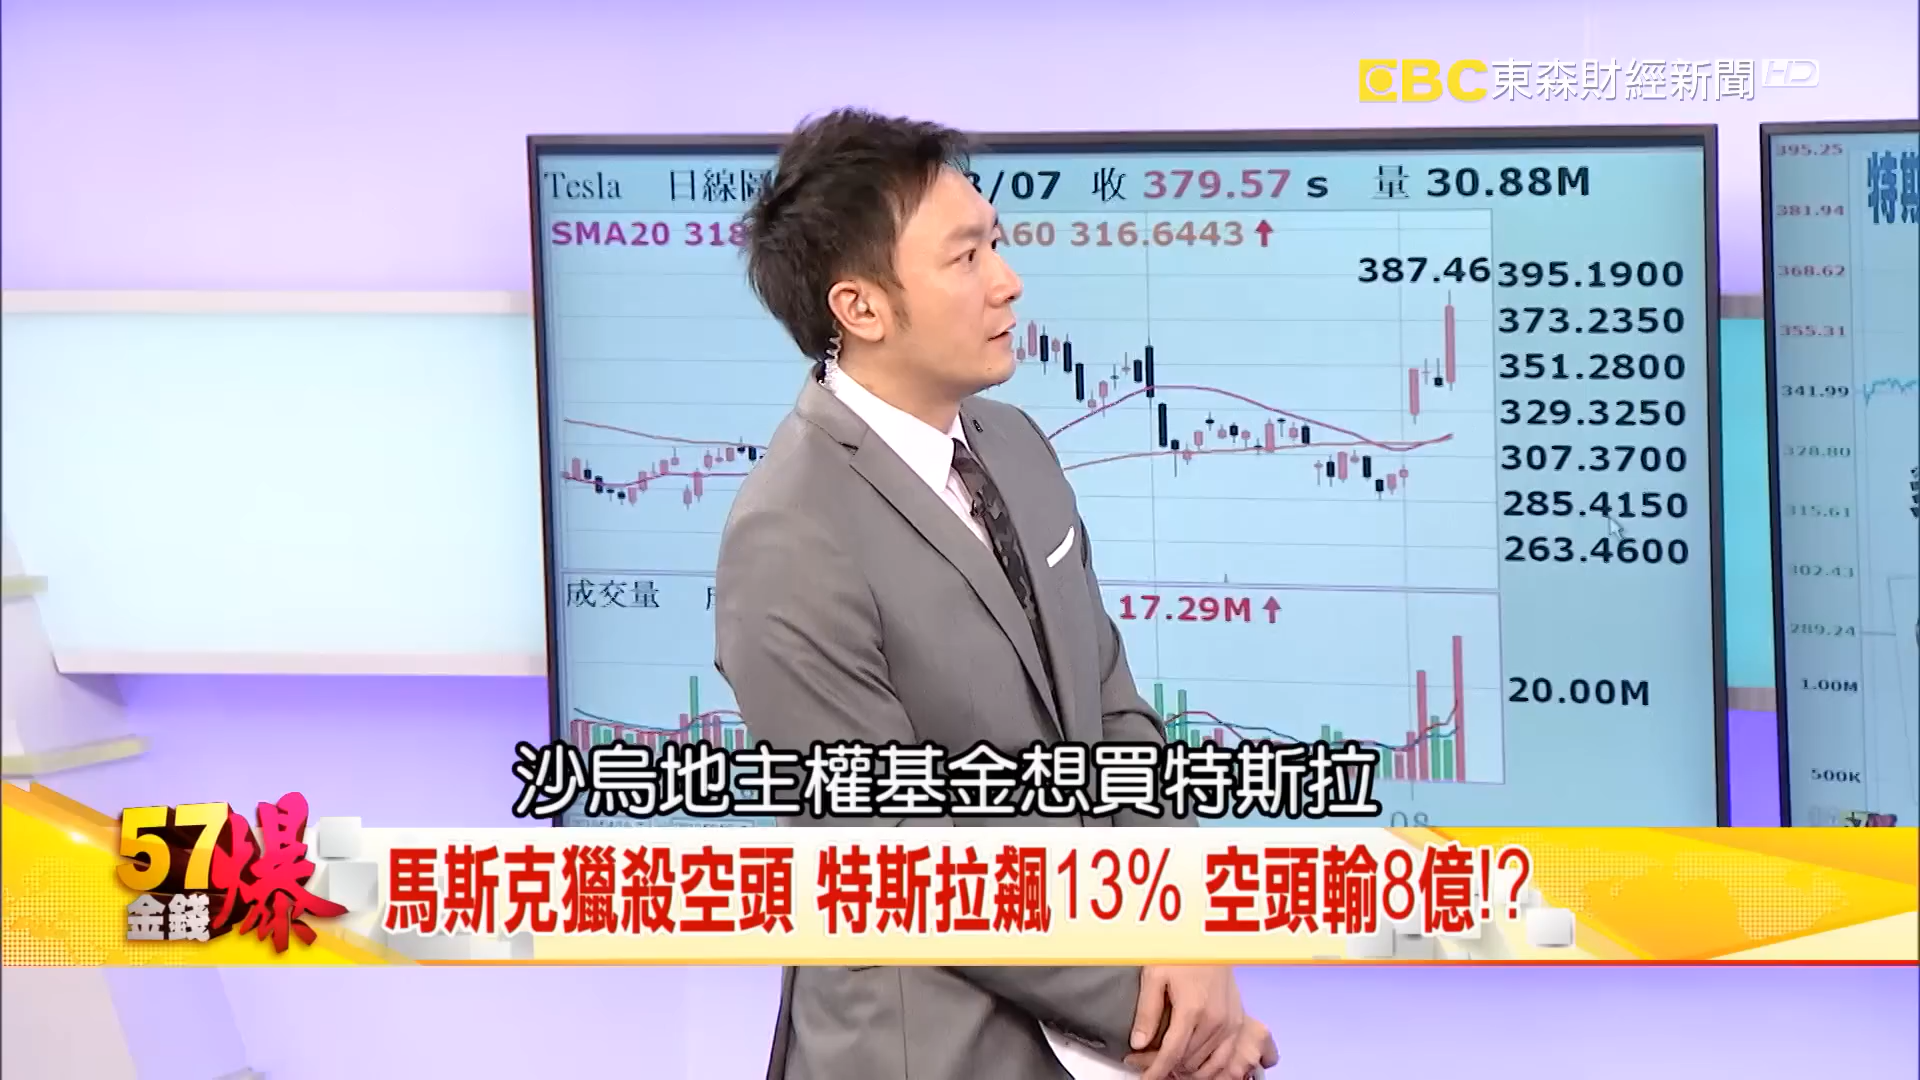 EBC 東森財經新聞 HD
Tesla 日線圖 8/07 收 379.57 s 量 30.88M
SMA20 318 A60 316.6443↑
387.46
395.1900
373.2350
351.2800
329.3250
307.3700
285.4150
263.4600
成交量 17.29M↑
20.00M
08
395.25
特斯
381.94
368.62
355.31
341.99
328.80
315.61
302.43
289.24
1.00M
500K
沙烏地主權基金想買特斯拉
57金錢爆
馬斯克獵殺空頭 特斯拉飆13% 空頭輸8億!?